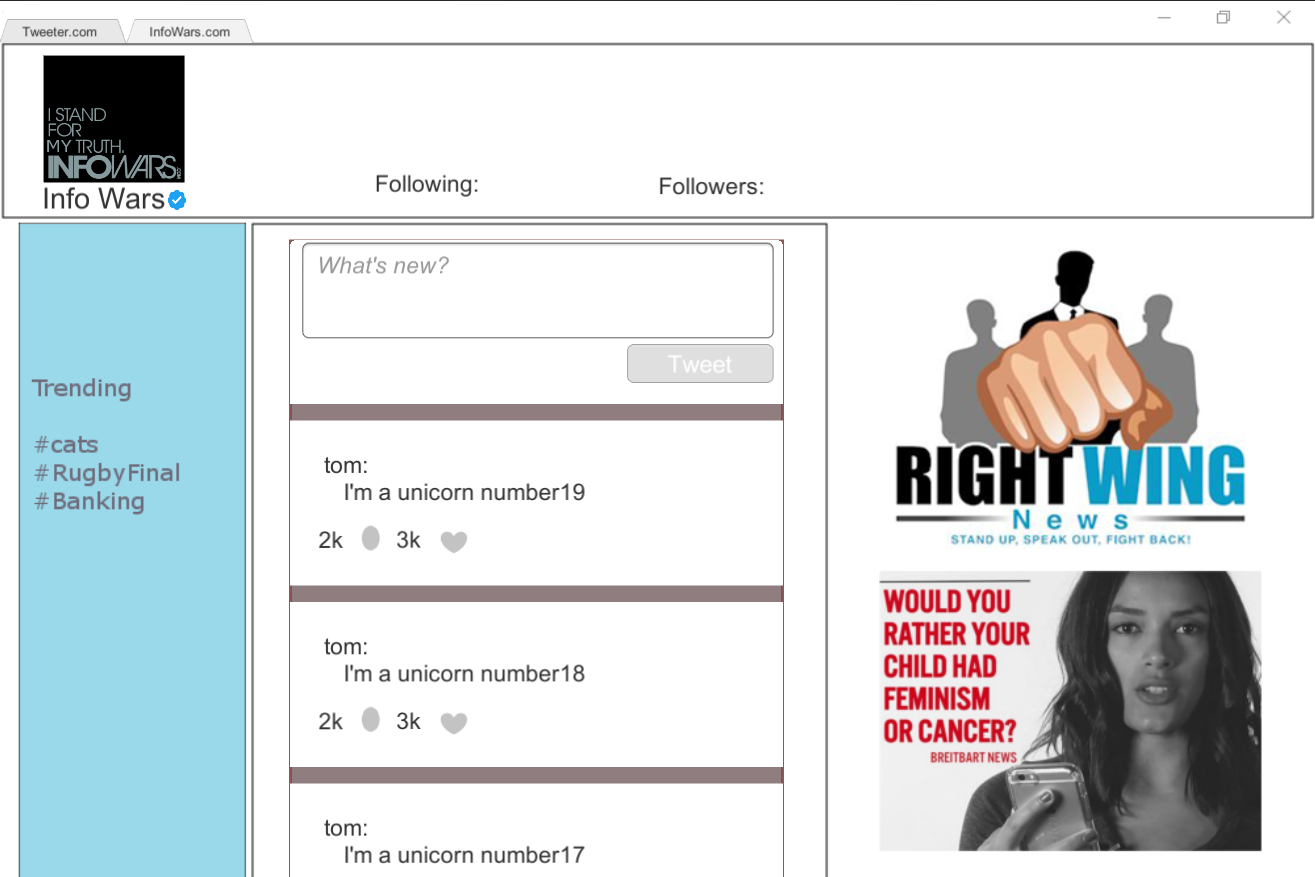 Tweeter.com
InfoWars.com
I STAND
FOR
MY TRUTH.
INFOWARS
Info Wars
Following:
Followers:
Trending
#cats
#RugbyFinal
#Banking
What's new?
Tweet
tom:
I'm a unicorn number19
2k 3k
tom:
I'm a unicorn number18
2k 3k
tom:
I'm a unicorn number17
RIGHT WING
News
STAND UP, SPEAK OUT, FIGHT BACK!
WOULD YOU
RATHER YOUR
CHILD HAD
FEMINISM
OR CANCER?
BREITBART NEWS